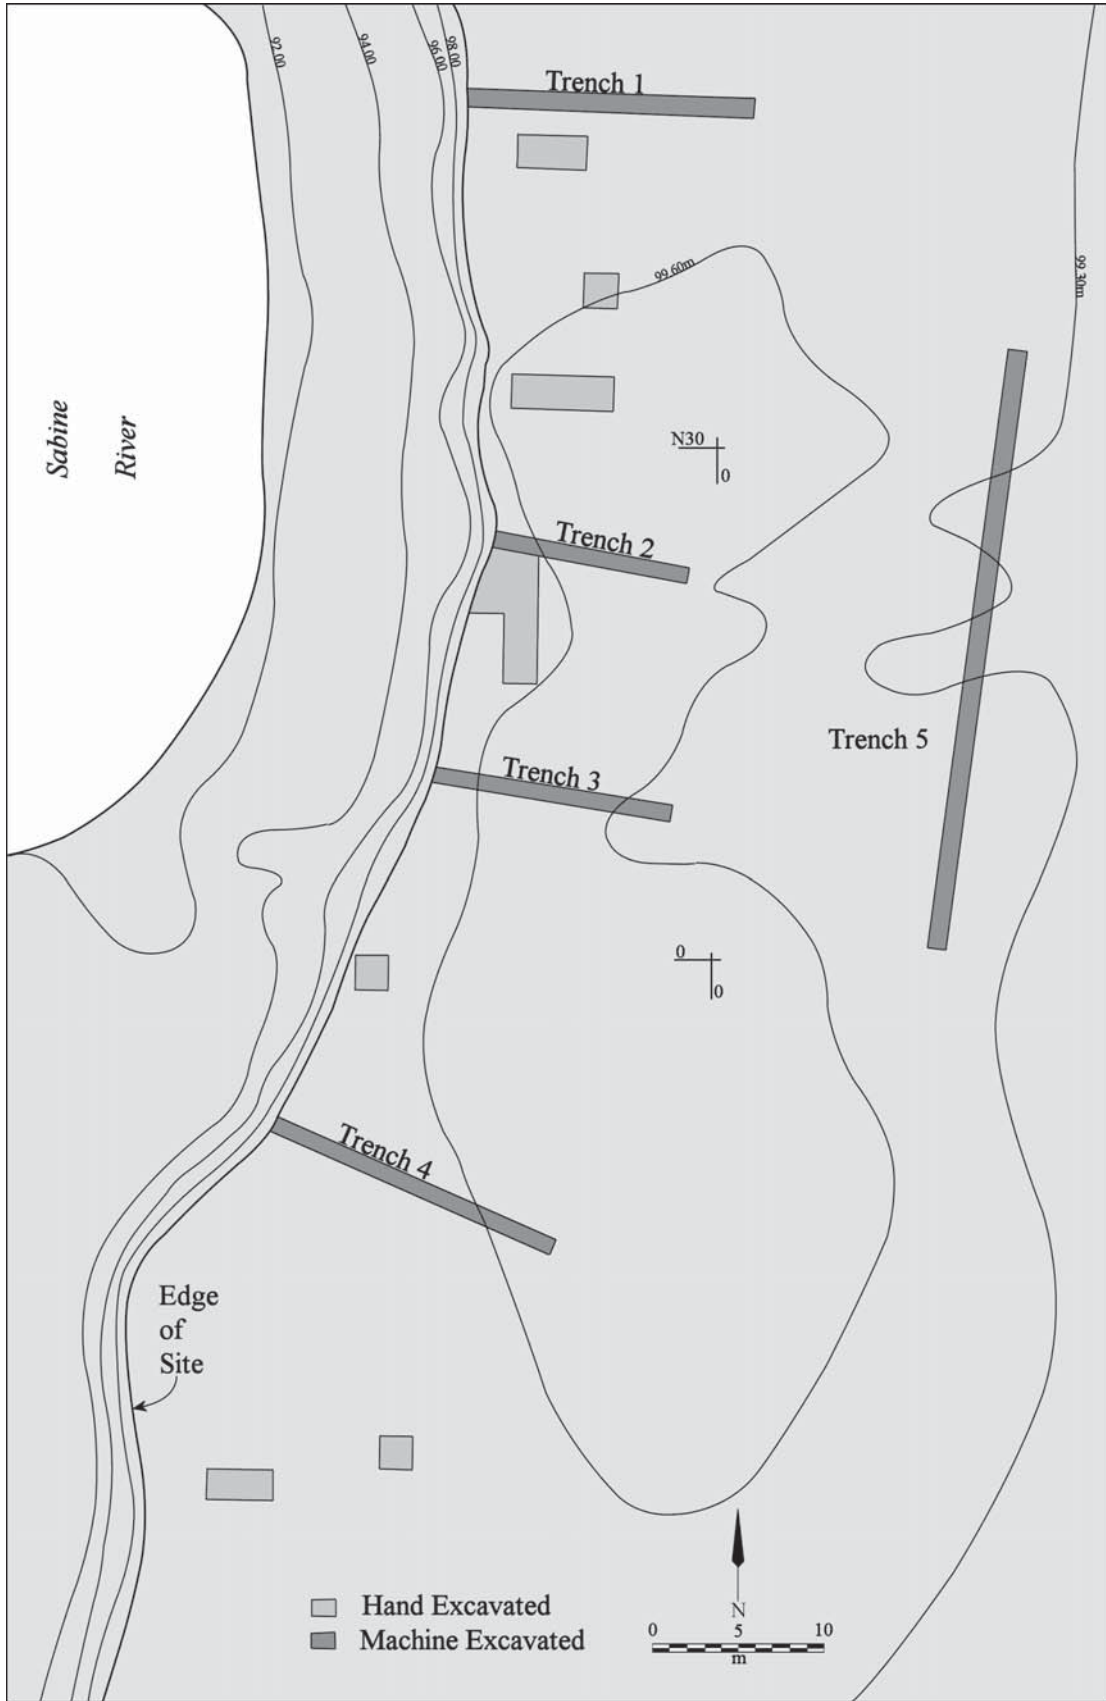 92.00
94.00
96.00
98.00
Trench 1
99.60m
99.30m
Sabine
River
N30
0
Trench 2
Trench 5
Trench 3
0
0
Trench 4
Edge
of
Site
Hand Excavated
Machine Excavated
N
0 5 10
m